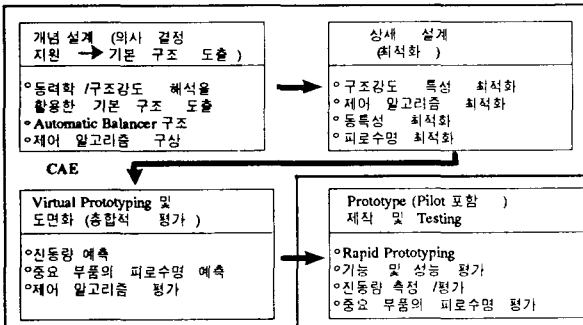 개념 설계 (의사 결정
지원 → 기본 구조 도출 )
동력학 /구조강도 해석을
활용한 기본 구조 도출
Automatic Balancer 구조
제어 알고리즘 구상
상세 설계
(최적화 )
구조강도 특성 최적화
제어 알고리즘 최적화
동특성 최적화
피로수명 최적화
CAE
Virtual Prototyping 및
도면화 (총합적 평가 )
진동량 예측
중요 부품의 피로수명 예측
제어 알고리즘 평가
Prototype (Pilot 포함 )
제작 및 Testing
Rapid Prototyping
기능 및 성능 평가
진동량 측정 /평가
중요 부품의 피로수명 평가